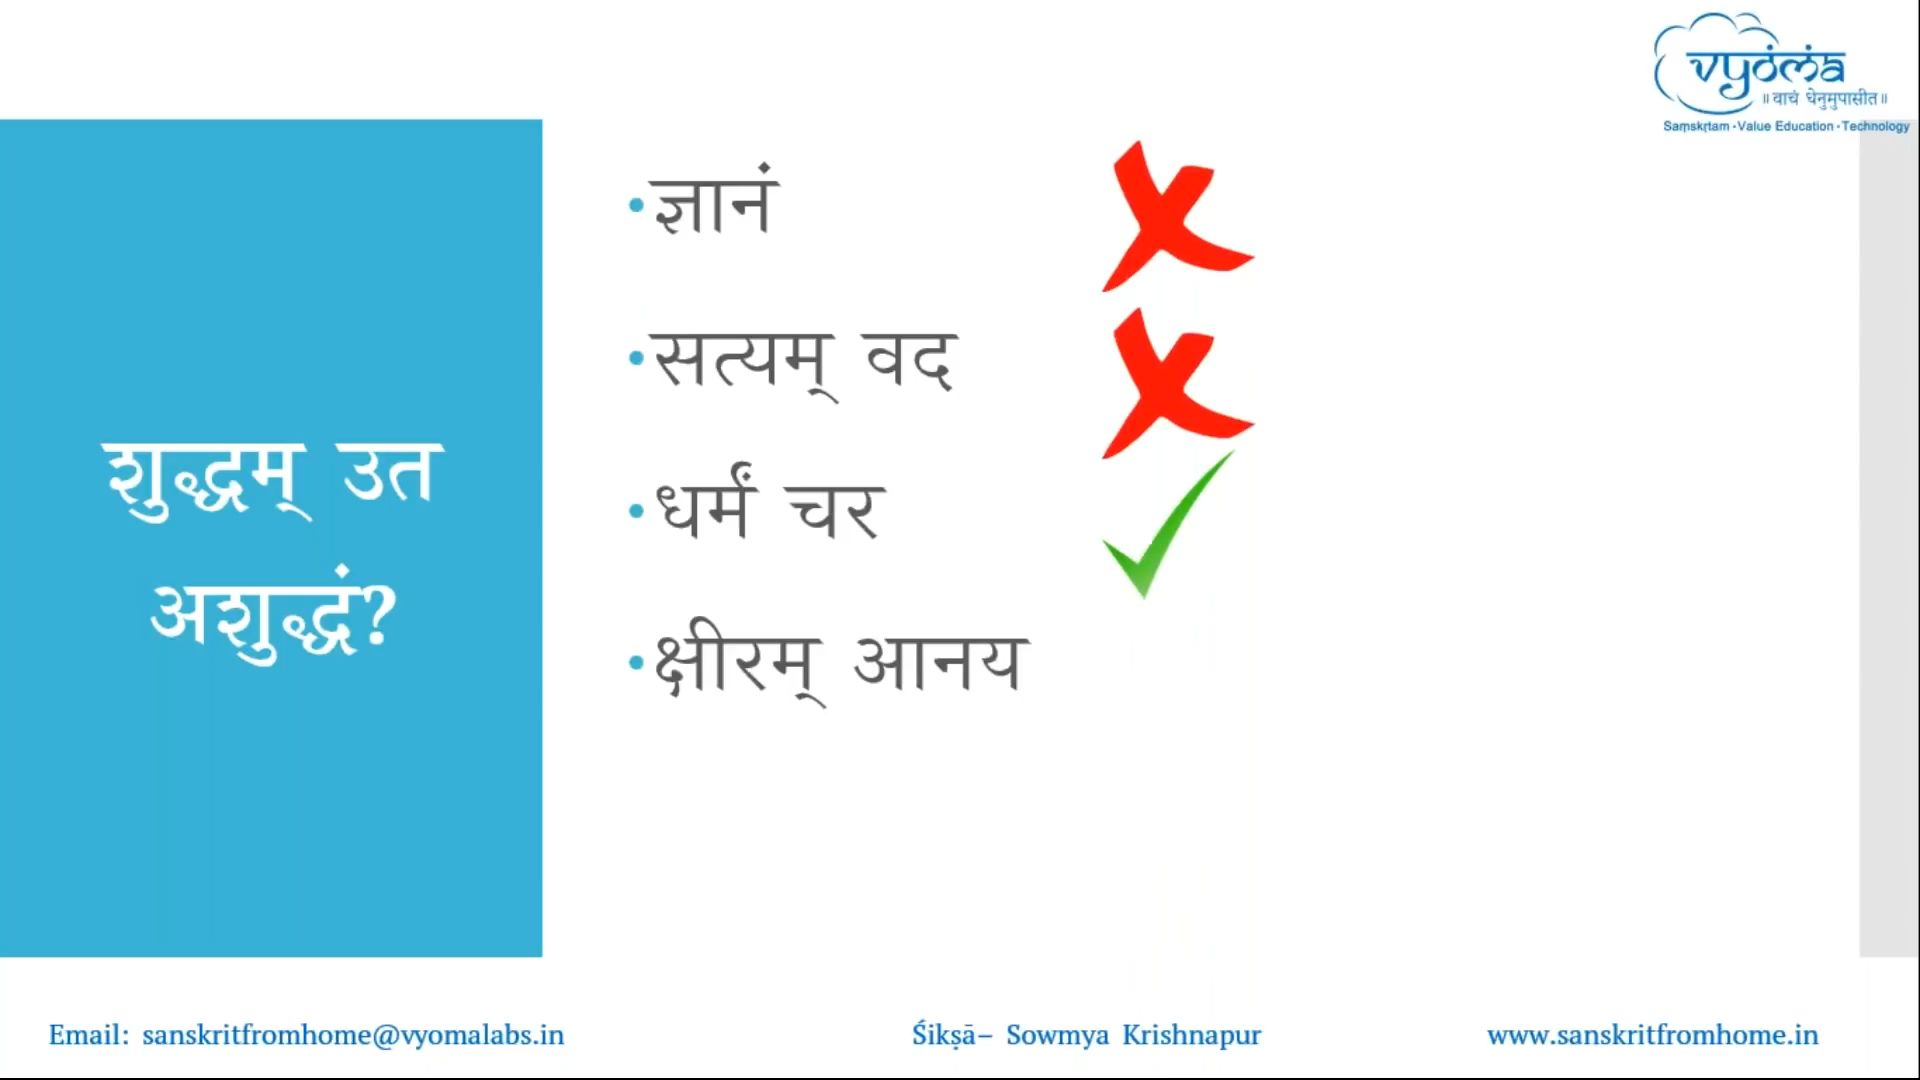 vyoma
॥ वाचं धेनुमुपासीत॥
Saṃskṛtam - Value Education - Technology
शुद्धम् उत
अशुद्धं?
•ज्ञानं
•सत्यम् वद
•धर्मं चर
•क्षीरम् आनय
Email: sanskritfromhome@vyomalabs.in
Śikṣā– Sowmya Krishnapur
www.sanskritfromhome.in